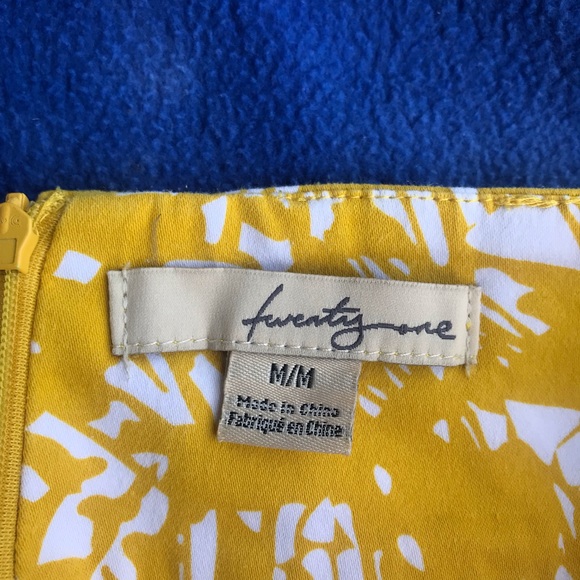 twenty one
M/M
Made in China
Fabriqué en Chine